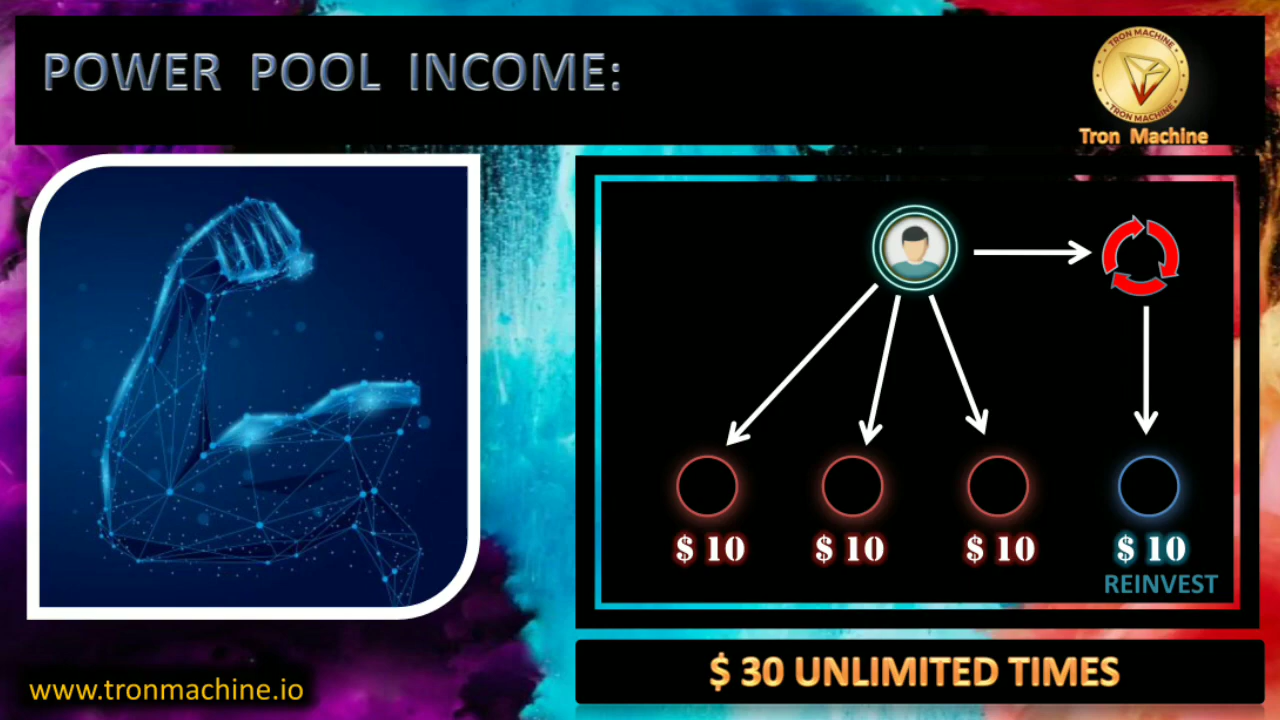 POWER POOL INCOME:
TRON MACHINE
TRON MACHINE
Tron Machine
$ 10
$ 10
$ 10
$ 10
REINVEST
$ 30 UNLIMITED TIMES
www.tronmachine.io